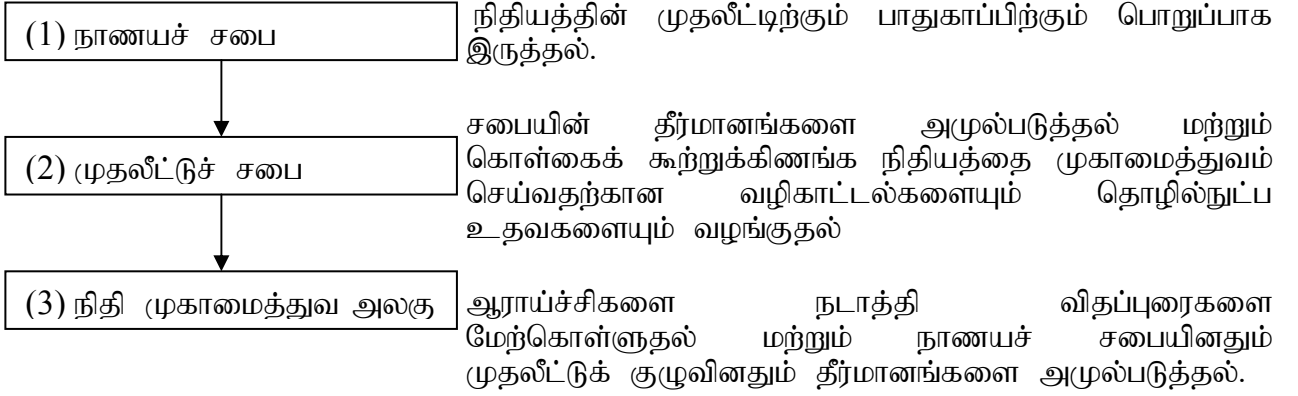 (1) நாணயச் சபை
நிதியத்தின் முதலீட்டிற்கும் பாதுகாப்பிற்கும் பொறுப்பாக
இருத்தல்.
(2) முதலீட்டுச் சபை
சபையின் தீர்மானங்களை அமுல்படுத்தல் மற்றும்
கொள்கைக் கூற்றுக்கிணங்க நிதியத்தை முகாமைத்துவம்
செய்வதற்கான வழிகாட்டல்களையும் தொழில்நுட்ப
உதவகளையும் வழங்குதல்
(3) நிதி முகாமைத்துவ அலகு
ஆராய்ச்சிகளை நடாத்தி விதப்புரைகளை
மேற்கொள்ளுதல் மற்றும் நாணயச் சபையினதும்
முதலீட்டுக் குழுவினதும் தீர்மானங்களை அமுல்படுத்தல்.